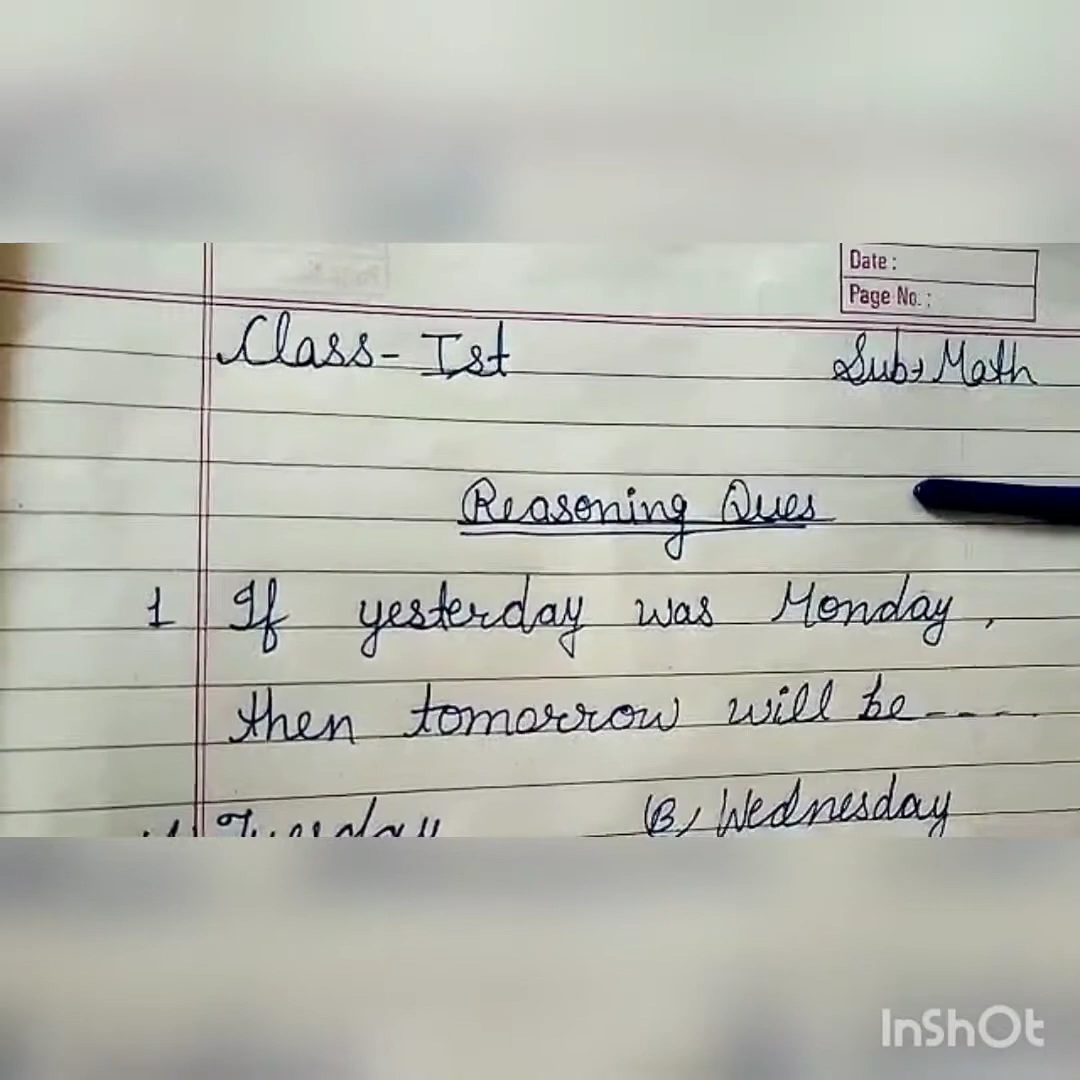 Date :
Page No. :
Class- Ist
Sub→ Math
Reasoning Ques
1 If yesterday was Monday,
then tomorrow will be----
Tuesday (B) Wednesday
InShOt